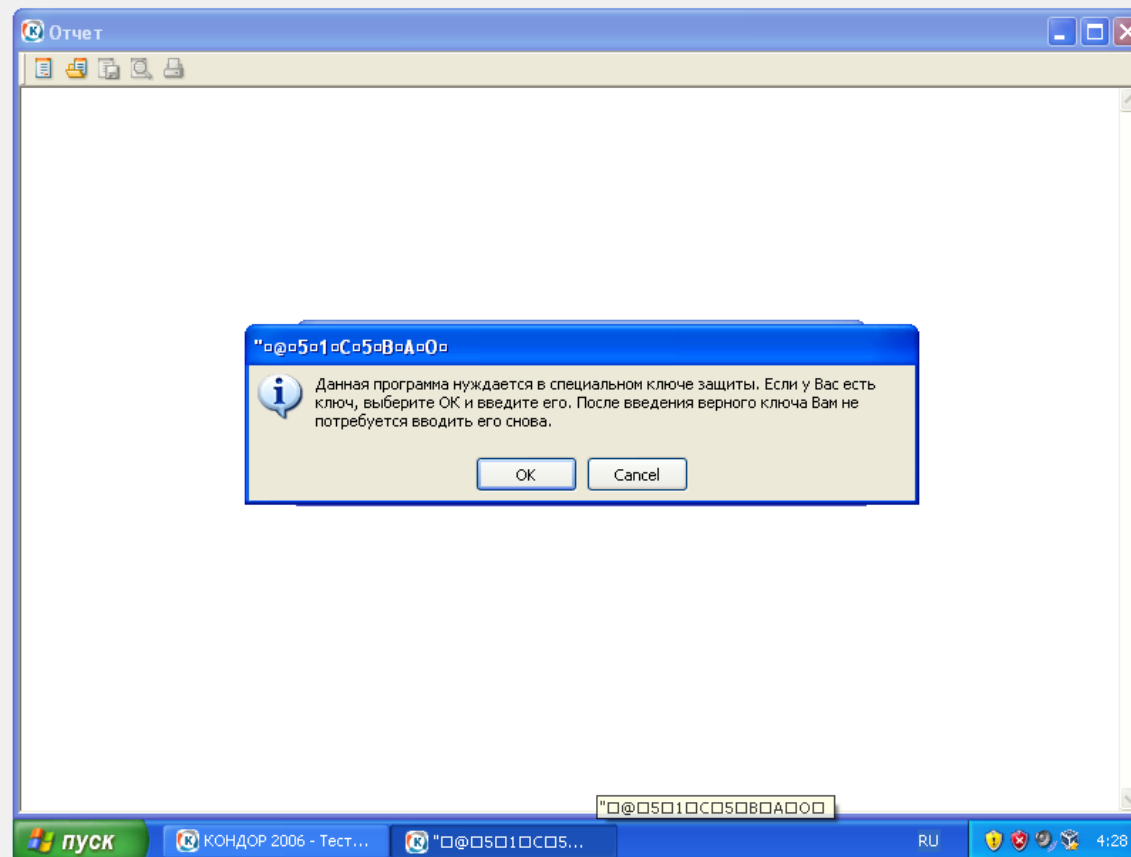 Отчет
"□@□5□1□C□5□B□A□O□
Данная программа нуждается в специальном ключе защиты. Если у Вас есть
ключ, выберите ОК и введите его. После введения верного ключа Вам не
потребуется вводить его снова.
OK
Cancel
"□@□5□1□C□5□B□A□O□
пуск
КОНДОР 2006 - Тест...
"□@□5□1□C□5...
RU
4:28